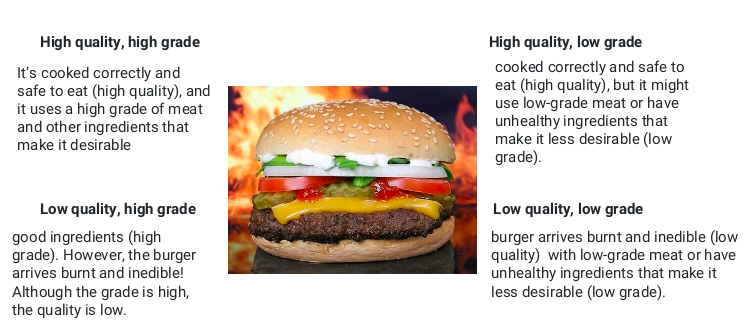 High quality, high grade
It’s cooked correctly and
safe to eat (high quality), and
it uses a high grade of meat
and other ingredients that
make it desirable
High quality, low grade
cooked correctly and safe to
eat (high quality), but it might
use low-grade meat or have
unhealthy ingredients that
make it less desirable (low
grade).
Low quality, high grade
good ingredients (high
grade). However, the burger
arrives burnt and inedible!
Although the grade is high,
the quality is low.
Low quality, low grade
burger arrives burnt and inedible (low
quality)  with low-grade meat or have
unhealthy ingredients that make it
less desirable (low grade).